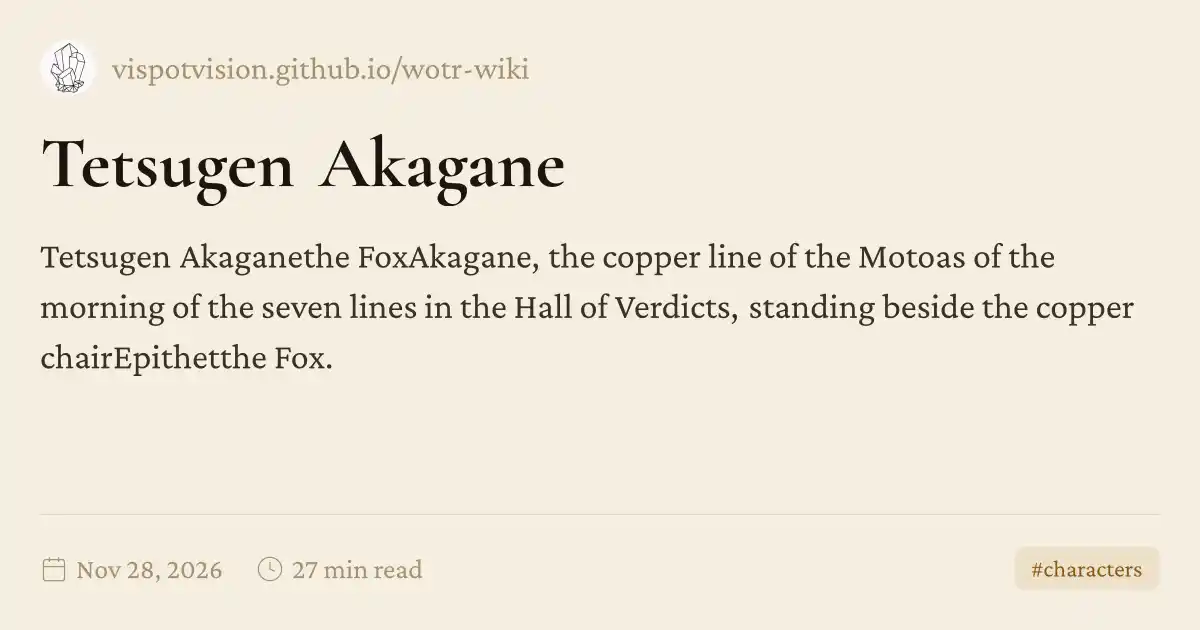 vispotvision.github.io/wotr-wiki
Tetsugen Akagane
Tetsugen Akaganethe FoxAkagane, the copper line of the Motoas of the
morning of the seven lines in the Hall of Verdicts, standing beside the copper
chairEpithetthe Fox.
Nov 28, 2026
27 min read
#characters